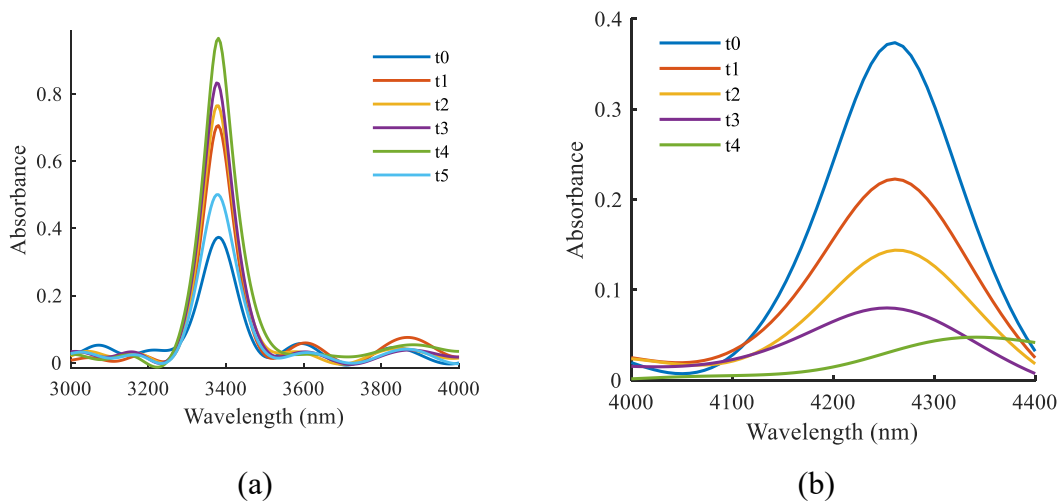 Absorbance
0.8
0.6
0.4
0.2
0
3000 3200 3400 3600 3800 4000
Wavelength (nm)
t0
t1
t2
t3
t4
t5
(a)
Absorbance
0.4
0.3
0.2
0.1
0
4000 4100 4200 4300 4400
Wavelength (nm)
t0
t1
t2
t3
t4
(b)